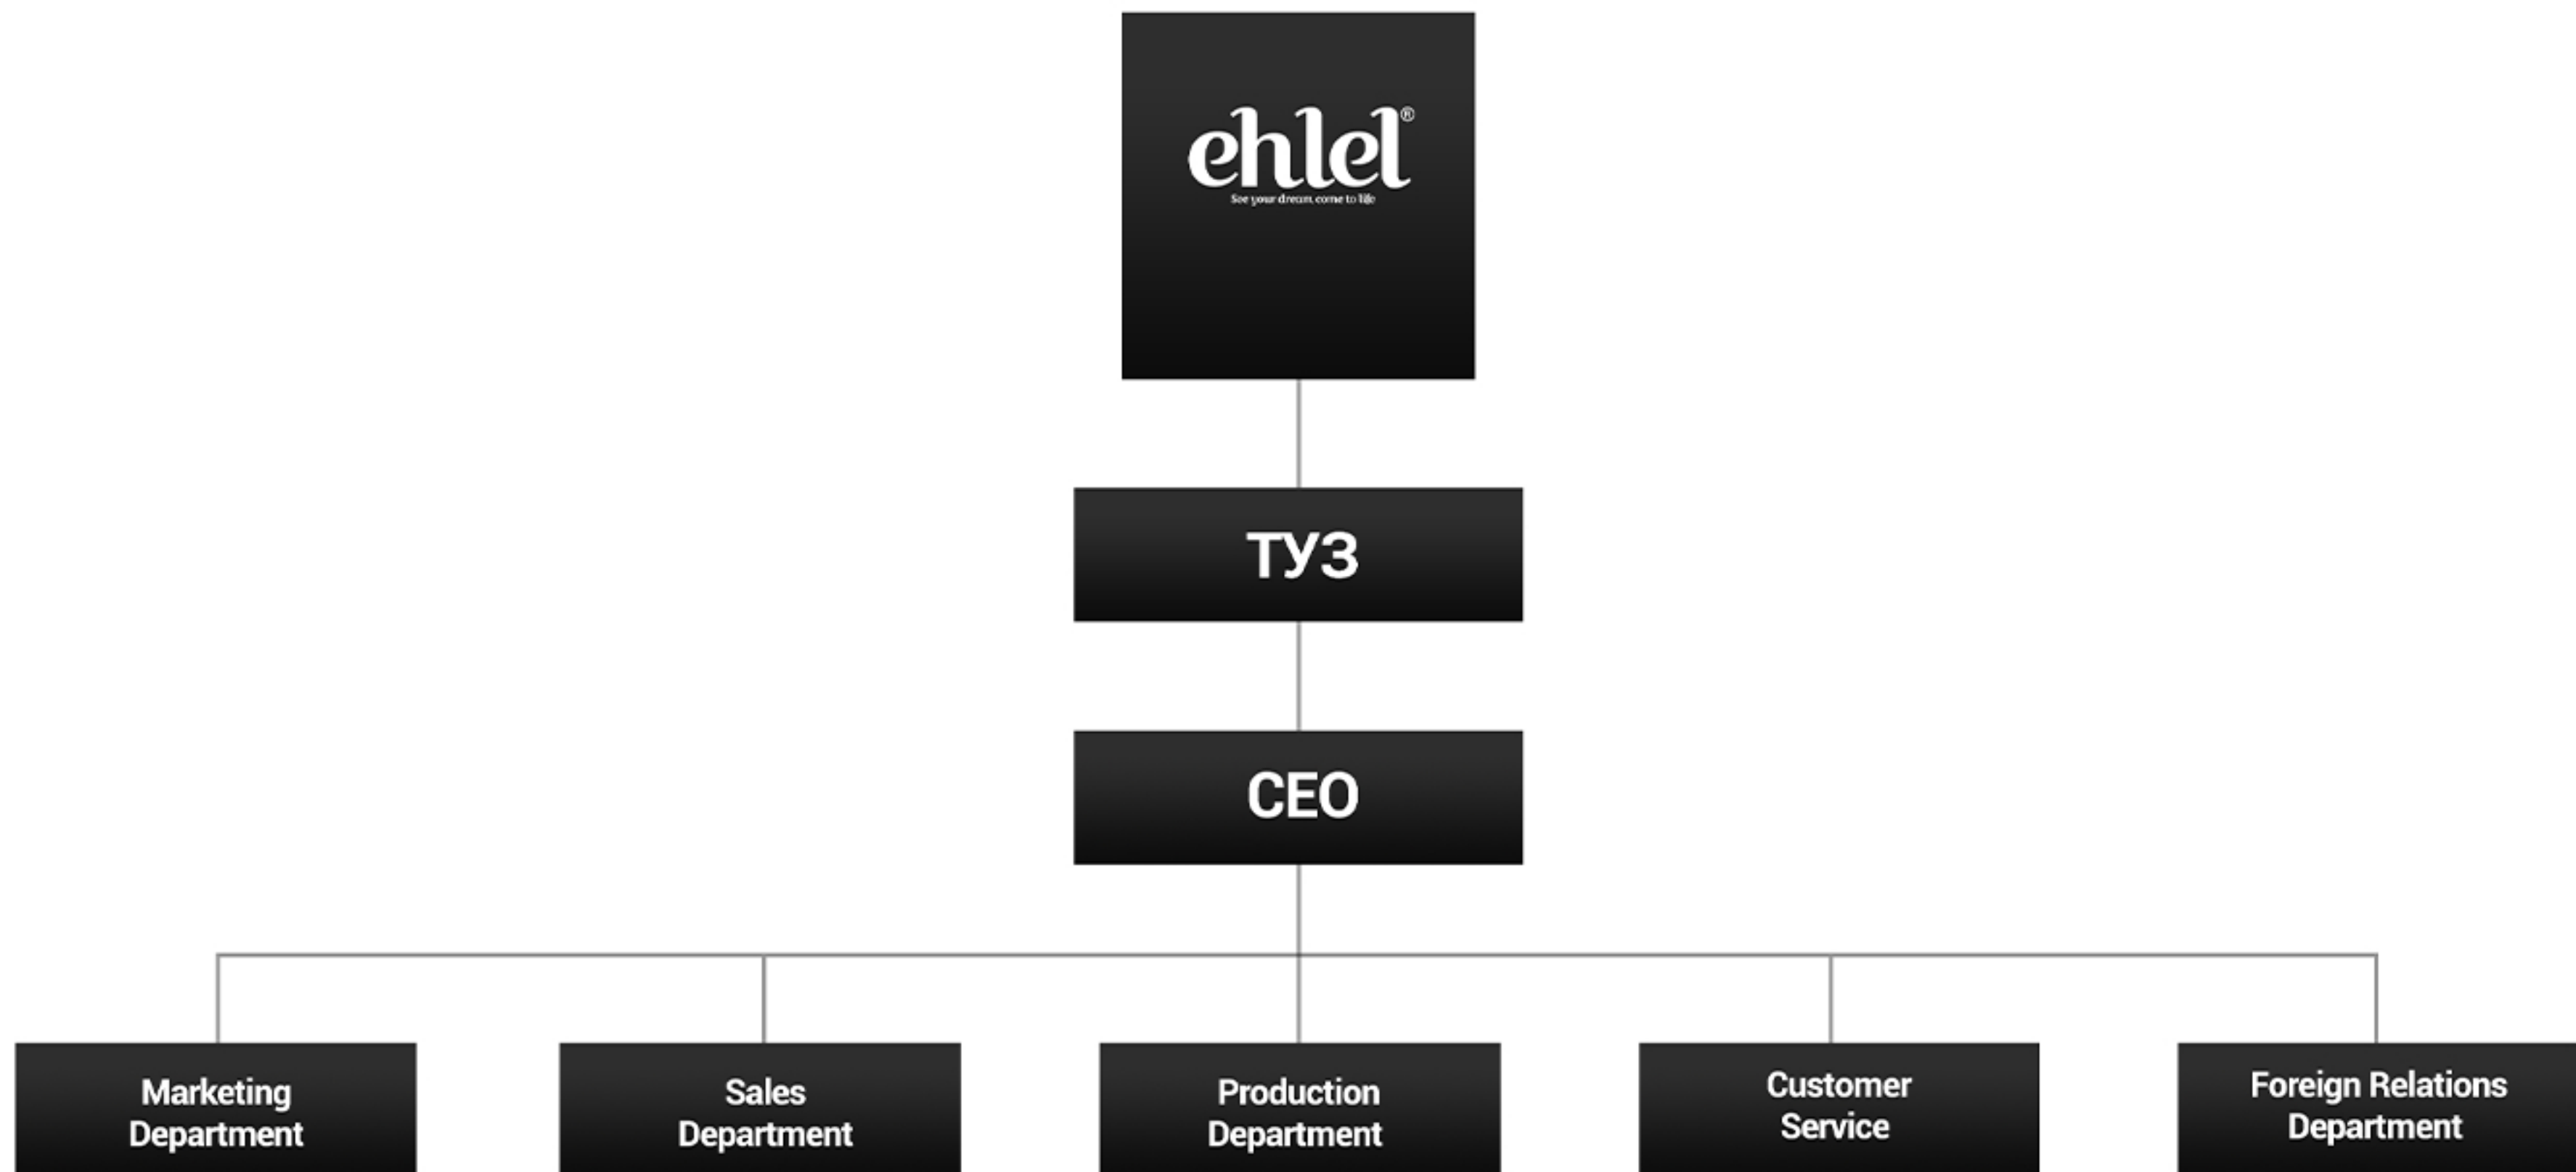 ehlel®
See your dream come to life
ТУЗ
CEO
Marketing
Department
Sales
Department
Production
Department
Customer
Service
Foreign Relations
Department